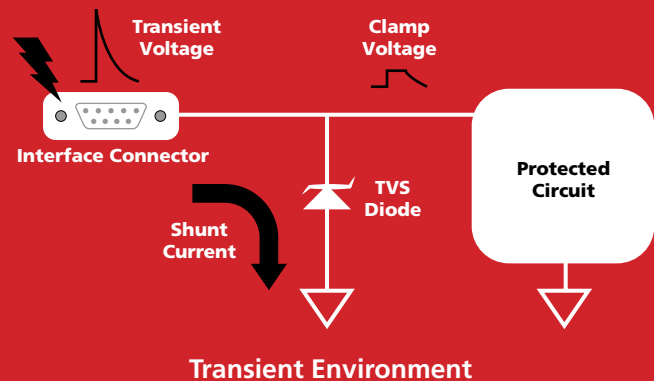 Transient
Voltage
Clamp
Voltage
Interface Connector
TVS
Diode
Protected
Circuit
Shunt
Current
Transient Environment